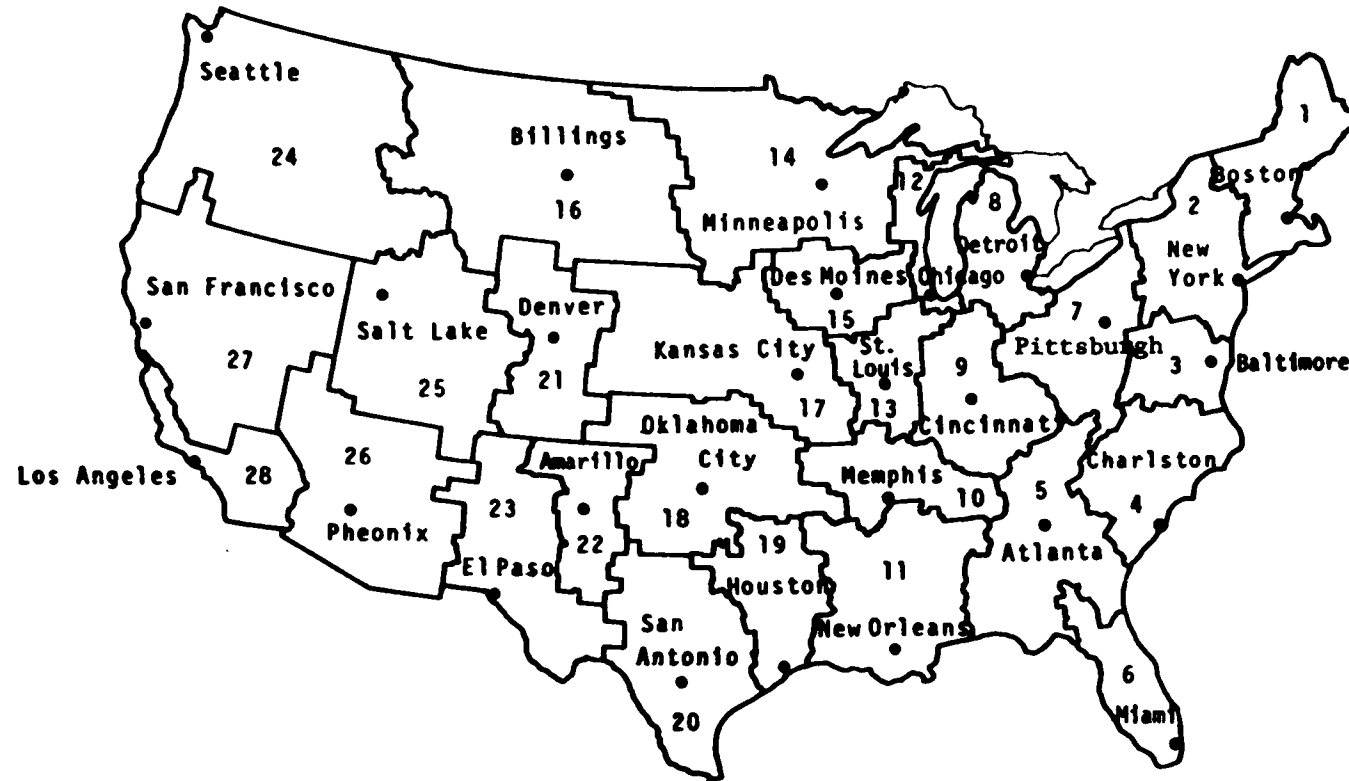 Seattle
24
Billings
16
14
Minneapolis
12
8
Detroit
1
Boston
2
New
York
San Francisco
27
Salt Lake
25
Denver
21
Des Moines
15
Chicago
Kansas City
17
St.
Louis
13
9
Cincinnati
7
Pittsburgh
3
Baltimore
Los Angeles
28
26
Pheonix
23
El Paso
Amarillo
22
Oklahoma
City
18
Memphis
10
5
Atlanta
Charlston
4
19
Houston
11
New Orleans
San
Antonio
20
6
Miami